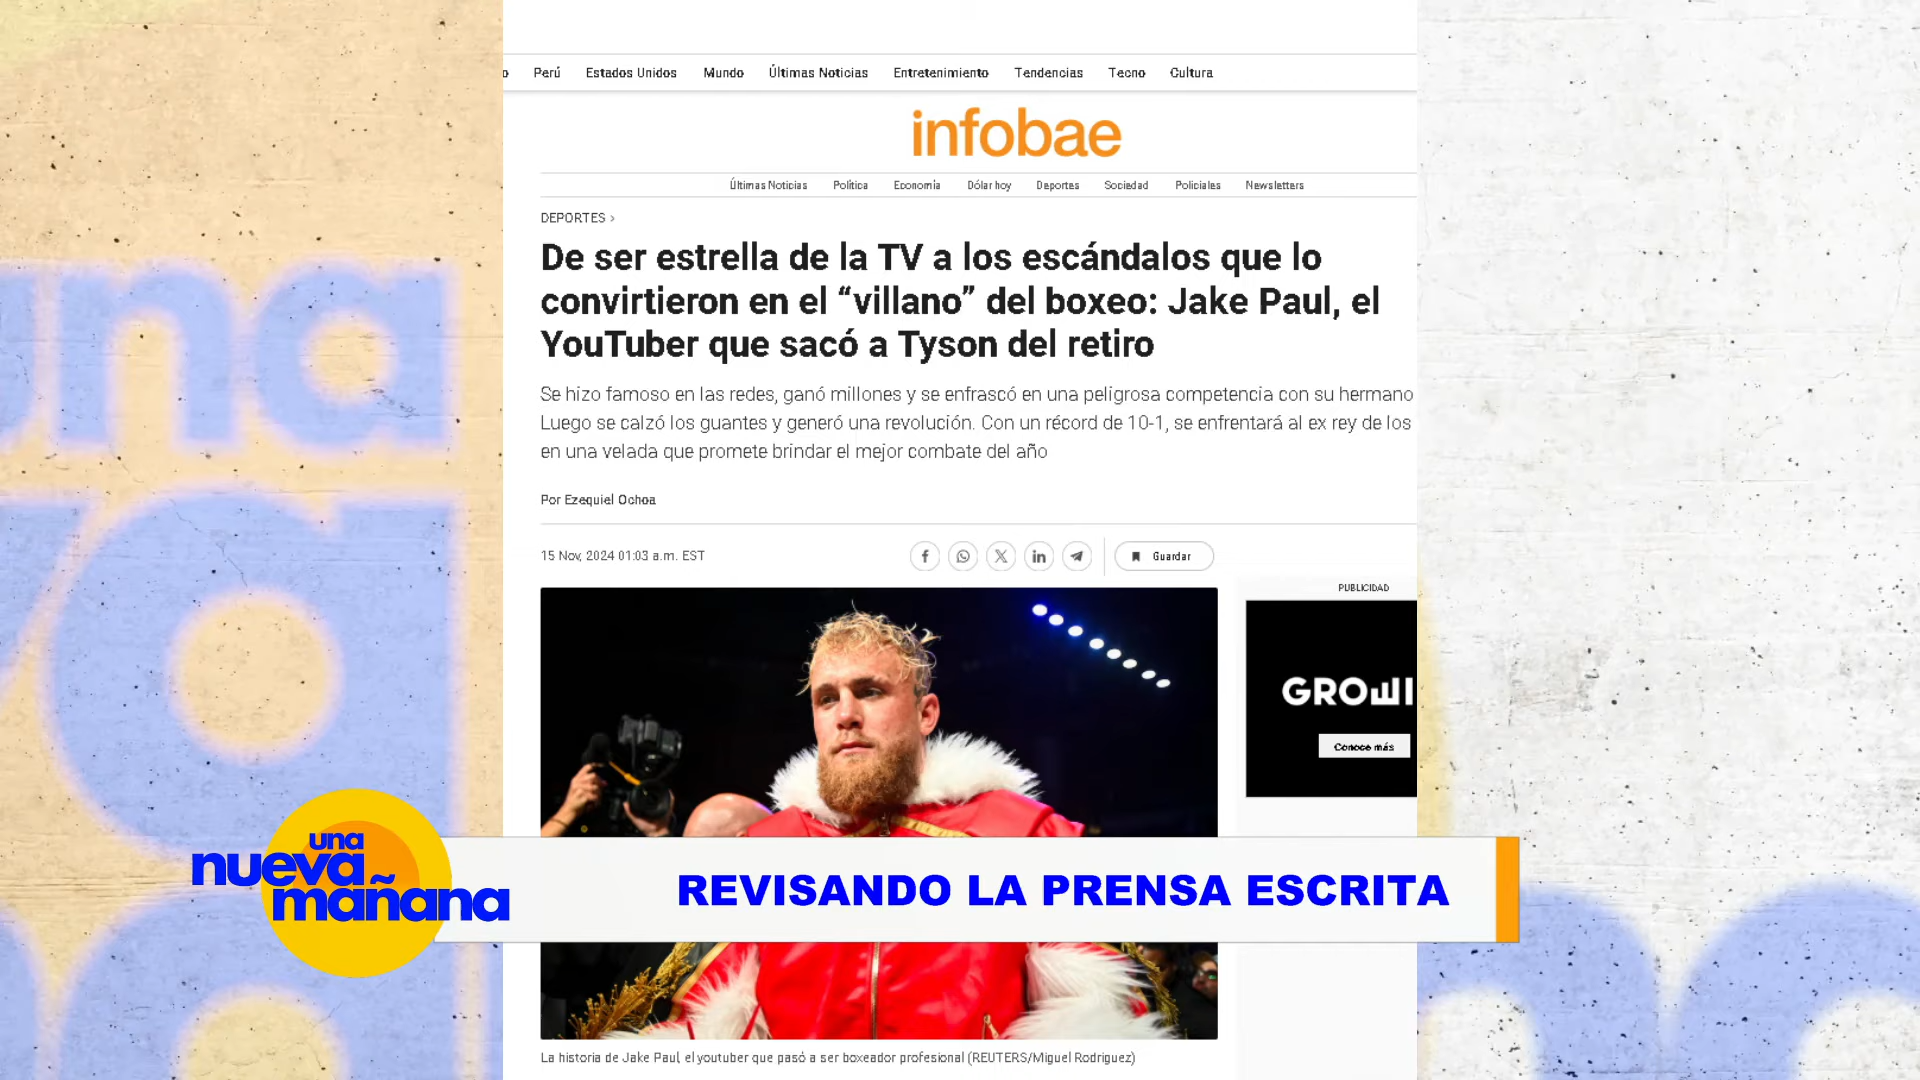 Perú Estados Unidos Mundo Últimas Noticias Entretenimiento Tendencias Tecno Cultura
infobae
Últimas Noticias Política Economía Dólar hoy Deportes Sociedad Policiales Newsletters
DEPORTES ›
De ser estrella de la TV a los escándalos que lo
convirtieron en el “villano” del boxeo: Jake Paul, el
YouTuber que sacó a Tyson del retiro
Se hizo famoso en las redes, ganó millones y se enfrascó en una peligrosa competencia con su hermano
Luego se calzó los guantes y generó una revolución. Con un récord de 10-1, se enfrentará al ex rey de los
en una velada que promete brindar el mejor combate del año
Por Ezequiel Ochoa
15 Nov, 2024 01:03 a.m. EST
Guardar
PUBLICIDAD
GROWI
Conoce más
una
nueva
mañana
REVISANDO LA PRENSA ESCRITA
La historia de Jake Paul, el youtuber que pasó a ser boxeador profesional (REUTERS/Miguel Rodriguez)
una